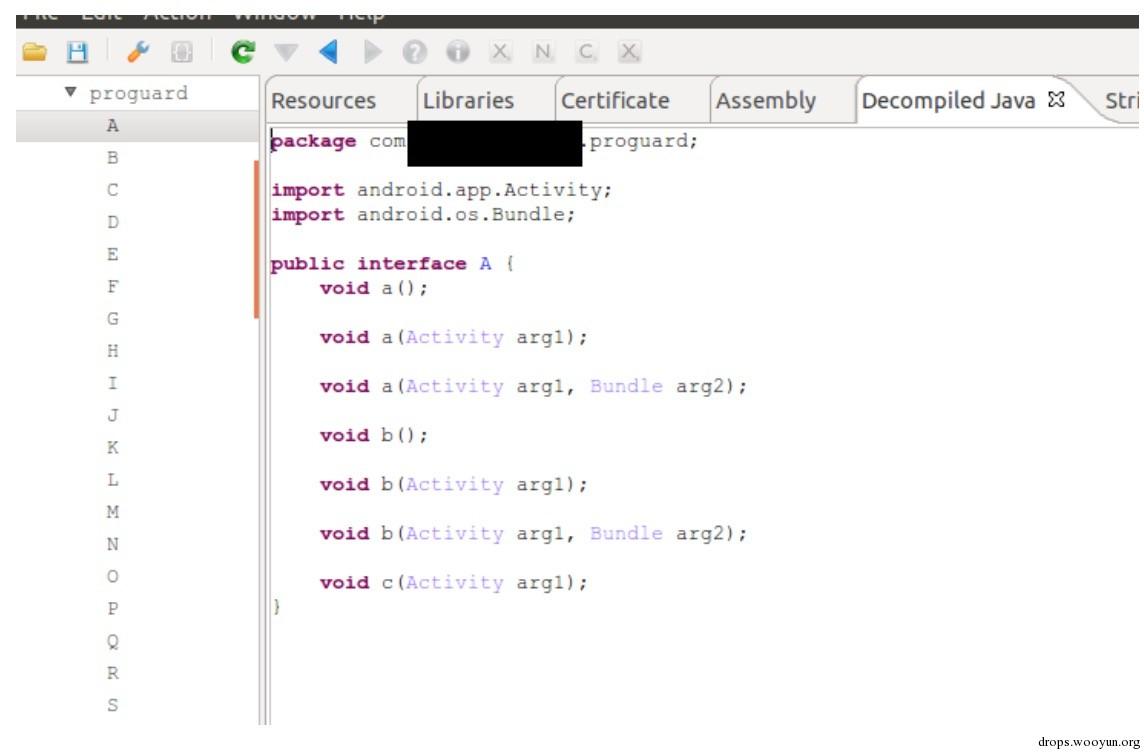 File Edit Action Window Help
proguard
A
B
C
D
E
F
G
H
I
J
K
L
M
N
O
P
Q
R
S
Resources Libraries Certificate Assembly Decompiled Java Stri
package com .proguard;
import android.app.Activity;
import android.os.Bundle;
public interface A {
void a();
void a(Activity arg1);
void a(Activity arg1, Bundle arg2);
void b();
void b(Activity arg1);
void b(Activity arg1, Bundle arg2);
void c(Activity arg1);
}
drops.wooyun.org